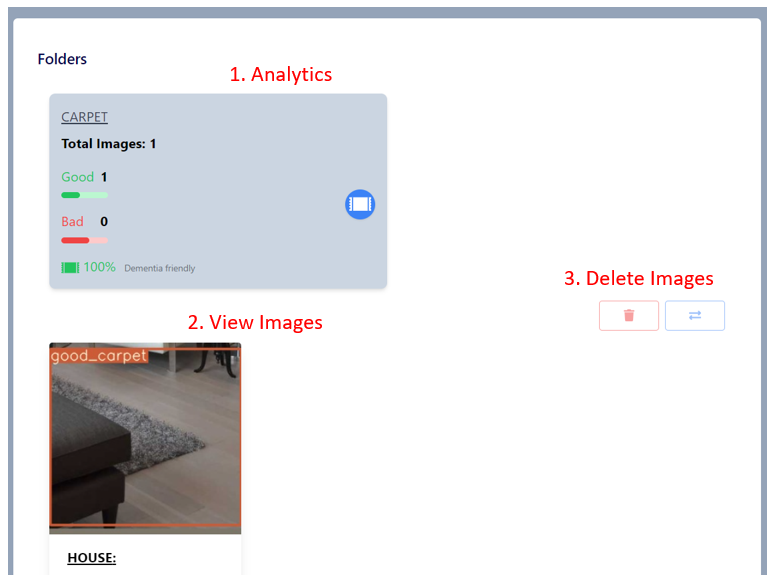 Folders
1. Analytics
CARPET
Total Images: 1
Good 1
Bad 0
100% Dementia friendly
3. Delete Images
2. View Images
good_carpet
HOUSE: